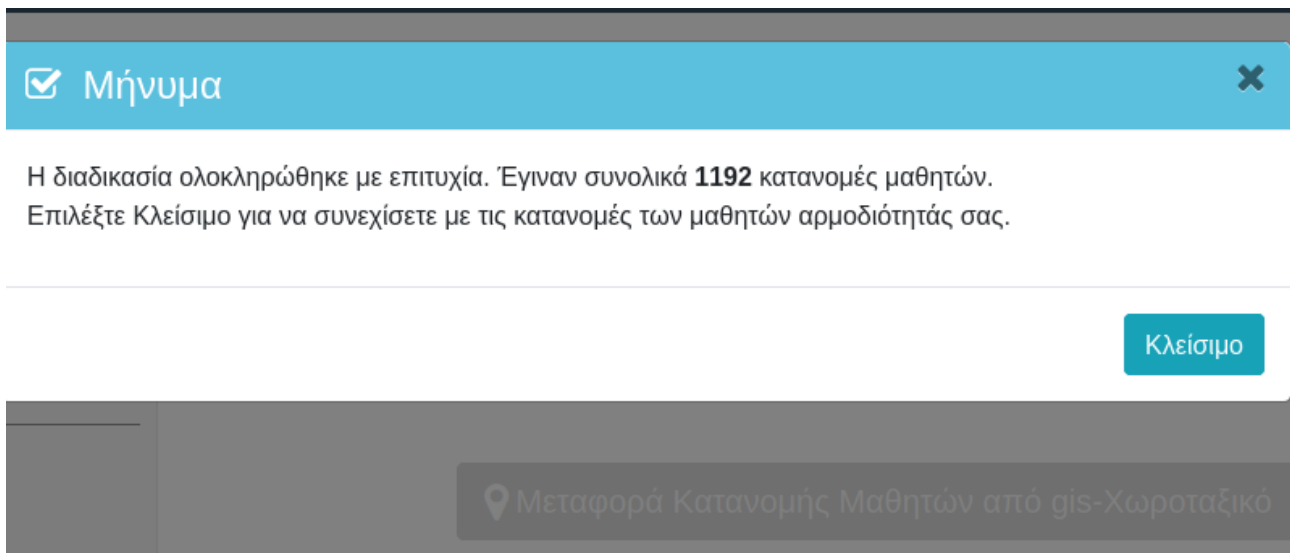 Μήνυμα
Η διαδικασία ολοκληρώθηκε με επιτυχία. Έγιναν συνολικά 1192 κατανομές μαθητών.
Επιλέξτε Κλείσιμο για να συνεχίσετε με τις κατανομές των μαθητών αρμοδιότητάς σας.
Κλείσιμο
Μεταφορά Κατανομής Μαθητών από gis-Χωροταξικό